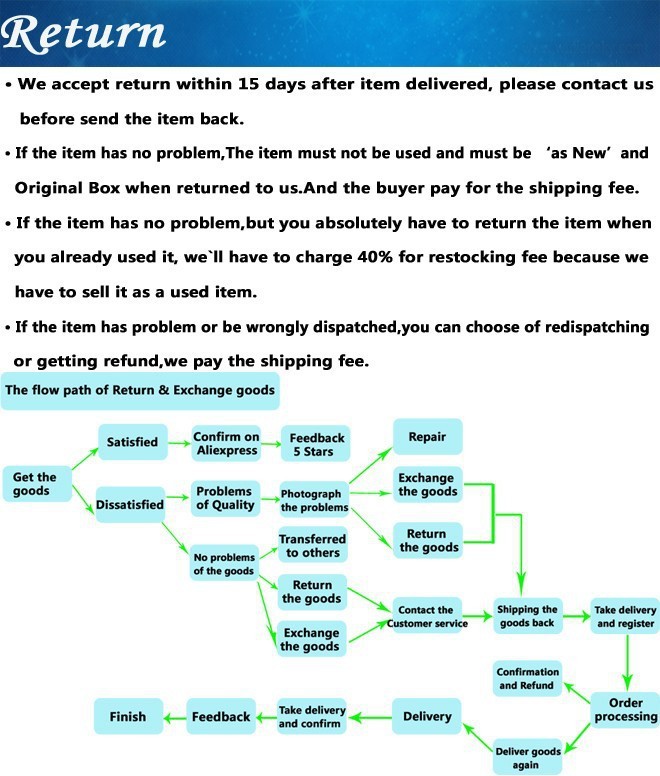 Return
• We accept return within 15 days after item delivered, please contact us
before send the item back.
• If the item has no problem,The item must not be used and must be ‘as New’ and
Original Box when returned to us.And the buyer pay for the shipping fee.
• If the item has no problem,but you absolutely have to return the item when
you already used it, we`ll have to charge 40% for restocking fee because we
have to sell it as a used item.
• If the item has problem or be wrongly dispatched,you can choose of redispatching
or getting refund,we pay the shipping fee.
The flow path of Return & Exchange goods
Get the
goods
Satisfied
Confirm on
Aliexpress
Feedback
5 Stars
Dissatisfied
Problems
of Quality
Photograph
the problems
Repair
Exchange
the goods
Return
the goods
No problems
of the goods
Transferred
to others
Return
the goods
Exchange
the goods
Contact the
Customer service
Shipping the
goods back
Take delivery
and register
Order
processing
Confirmation
and Refund
Deliver goods
again
Delivery
Take delivery
and confirm
Feedback
Finish